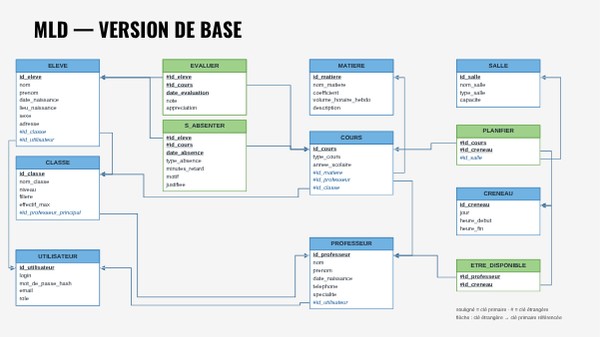 MLD — VERSION DE BASE
ELEVE
id_eleve
nom
prenom
date_naissance
lieu_naissance
sexe
adresse
#id_classe
#id_utilisateur
EVALUER
#id_eleve
#id_cours
date_evaluation
note
appreciation
MATIERE
id_matiere
nom_matiere
coefficient
volume_horaire_hebdo
description
SALLE
id_salle
nom_salle
type_salle
capacite
S_ABSENTER
#id_eleve
#id_cours
date_absence
type_absence
minutes_retard
motif
justifiee
COURS
id_cours
type_cours
annee_scolaire
#id_matiere
#id_professeur
#id_classe
PLANIFIER
#id_cours
#id_creneau
#id_salle
CLASSE
id_classe
nom_classe
niveau
filiere
effectif_max
#id_professeur_principal
CRENEAU
id_creneau
jour
heure_debut
heure_fin
UTILISATEUR
id_utilisateur
login
mot_de_passe_hash
email
role
PROFESSEUR
id_professeur
nom
prenom
date_naissance
telephone
specialite
#id_utilisateur
ETRE_DISPONIBLE
#id_professeur
#id_creneau
souligné = clé primaire · # = clé étrangère
flèche : clé étrangère → clé primaire référencée